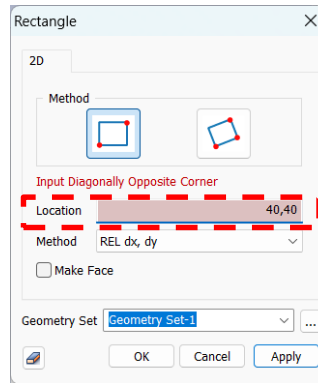 Rectangle
2D
Method
Input Diagonally Opposite Corner
Location 40,40
Method REL dx, dy
Make Face
Geometry Set Geometry Set-1 ...
OK Cancel Apply